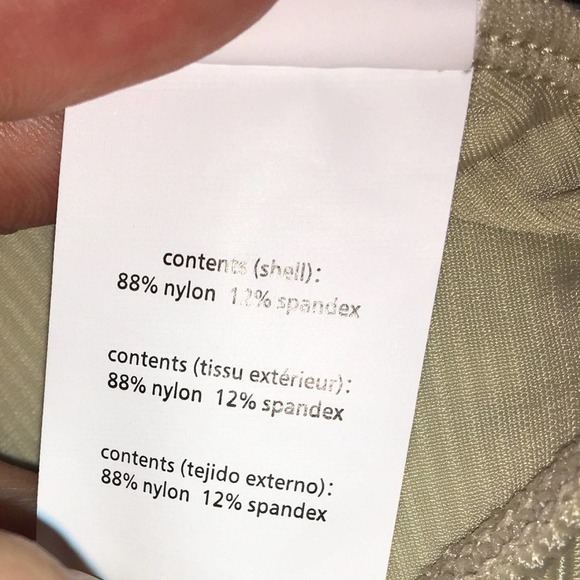 contents (shell):
88% nylon 12% spandex
contents (tissu extérieur):
88% nylon 12% spandex
contents (tejido externo):
88% nylon 12% spandex